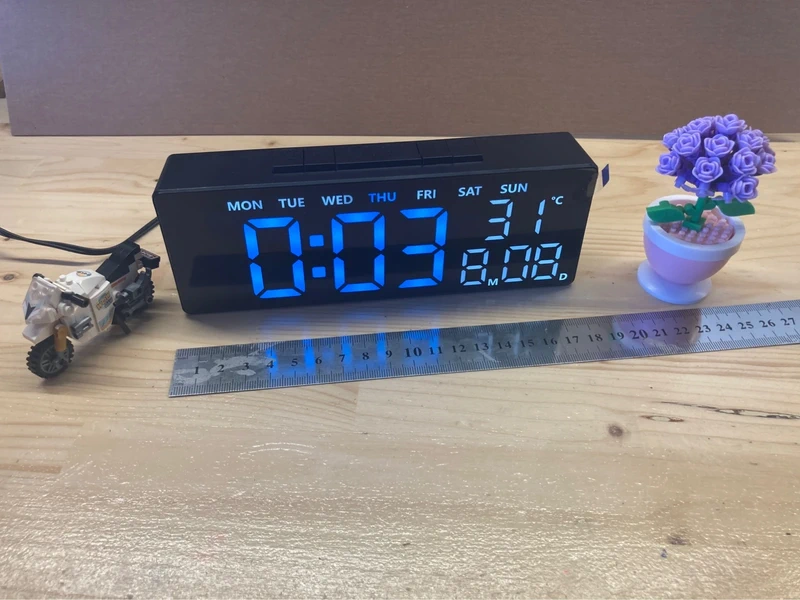 MON TUE WED THU FRI SAT SUN
0:03
31 °C
8 M 08 D
1 2 3 4 5 6 7 8 9 10 11 12 13 14 15 16 17 18 19 20 21 22 23 24 25 26 27